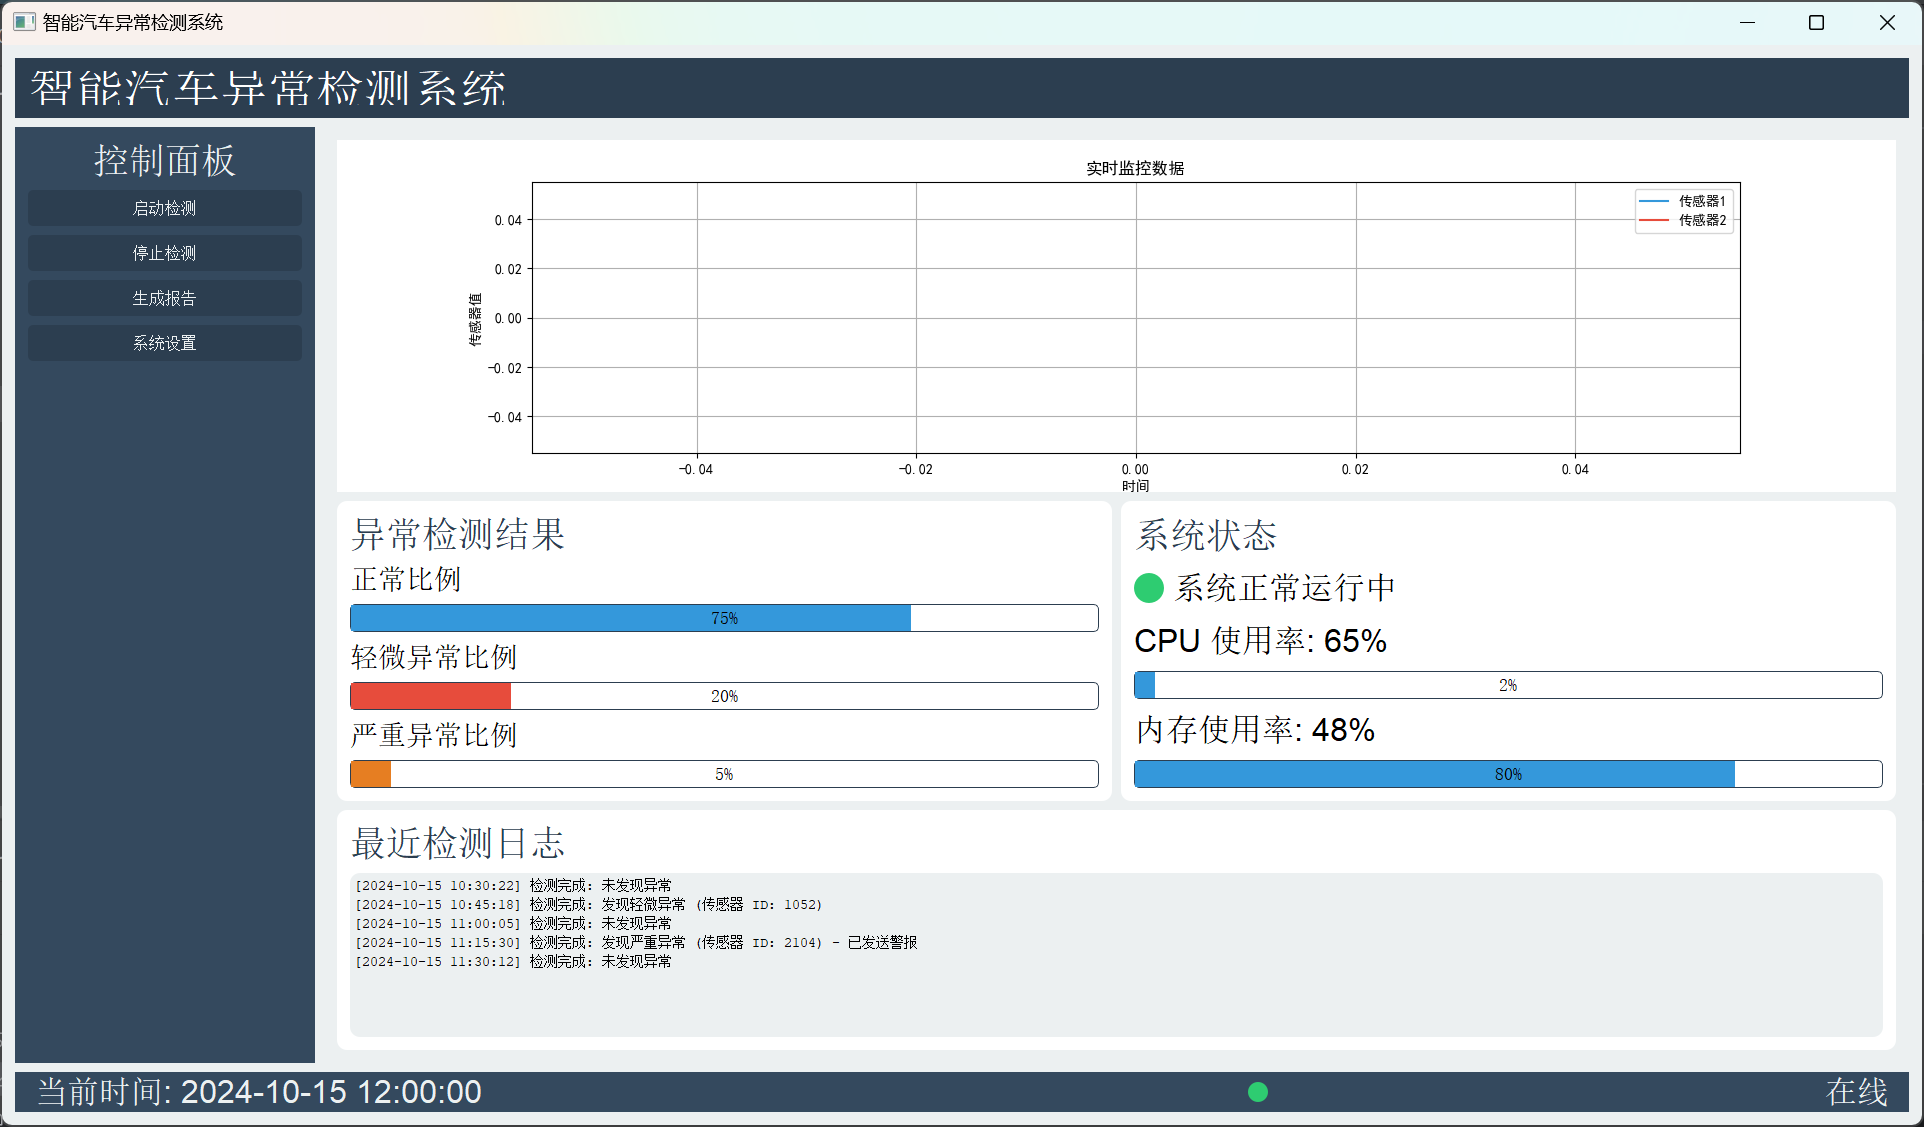 智能汽车异常检测系统
智能汽车异常检测系统
控制面板
启动检测
停止检测
生成报告
系统设置
实时监控数据
传感器1
传感器2
传感器值
0.04
0.02
0.00
-0.02
-0.04
-0.04 -0.02 0.00 0.02 0.04
时间
异常检测结果
正常比例
75%
轻微异常比例
20%
严重异常比例
5%
系统状态
系统正常运行中
CPU 使用率: 65%
2%
内存使用率: 48%
80%
最近检测日志
[2024-10-15 10:30:22] 检测完成: 未发现异常
[2024-10-15 10:45:18] 检测完成: 发现轻微异常 (传感器 ID: 1052)
[2024-10-15 11:00:05] 检测完成: 未发现异常
[2024-10-15 11:15:30] 检测完成: 发现严重异常 (传感器 ID: 2104) - 已发送警报
[2024-10-15 11:30:12] 检测完成: 未发现异常
当前时间: 2024-10-15 12:00:00
在线